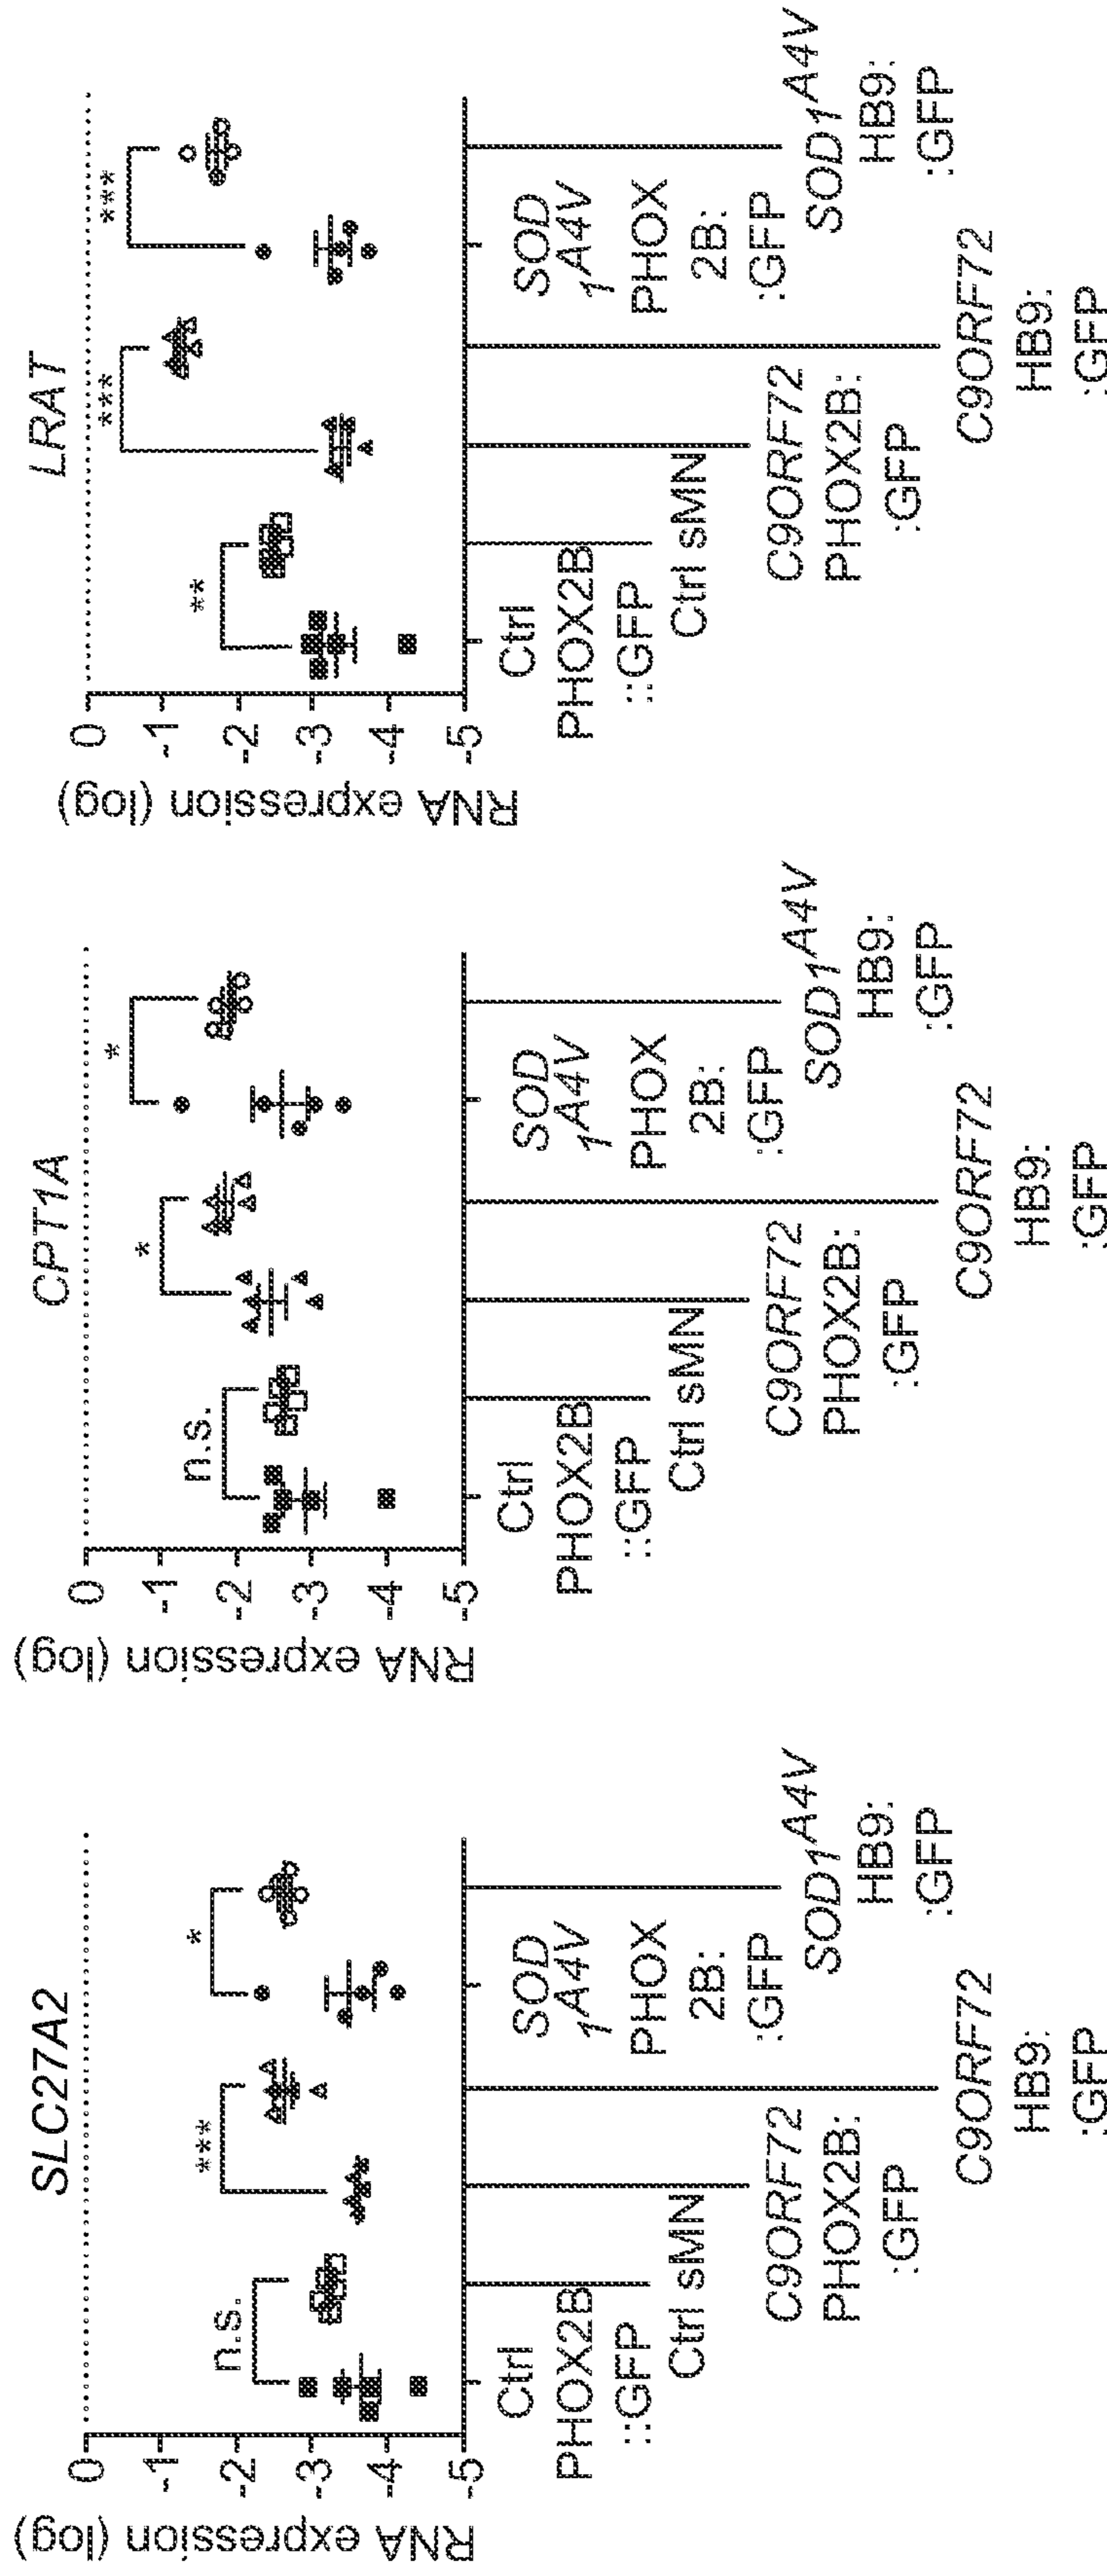 SLC27A2
RNA expression (log)
0
-1
-2
-3
-4
-5
n.s.
***
*
Ctrl
PHOX2B
::GFP
Ctrl sMN
C9ORF72
PHOX2B:
:GFP
C9ORF72
HB9:
:GFP
SOD
1A4V
PHOX
2B:
:GFP
SOD1A4V
HB9:
:GFP
CPT1A
RNA expression (log)
0
-1
-2
-3
-4
-5
n.s.
*
*
Ctrl
PHOX2B
::GFP
Ctrl sMN
C9ORF72
PHOX2B:
:GFP
C9ORF72
HB9:
:GFP
SOD
1A4V
PHOX
2B:
:GFP
SOD1A4V
HB9:
:GFP
LRAT
RNA expression (log)
0
-1
-2
-3
-4
-5
**
***
***
Ctrl
PHOX2B
::GFP
Ctrl sMN
C9ORF72
PHOX2B:
:GFP
C9ORF72
HB9:
:GFP
SOD
1A4V
PHOX
2B:
:GFP
SOD1A4V
HB9:
:GFP